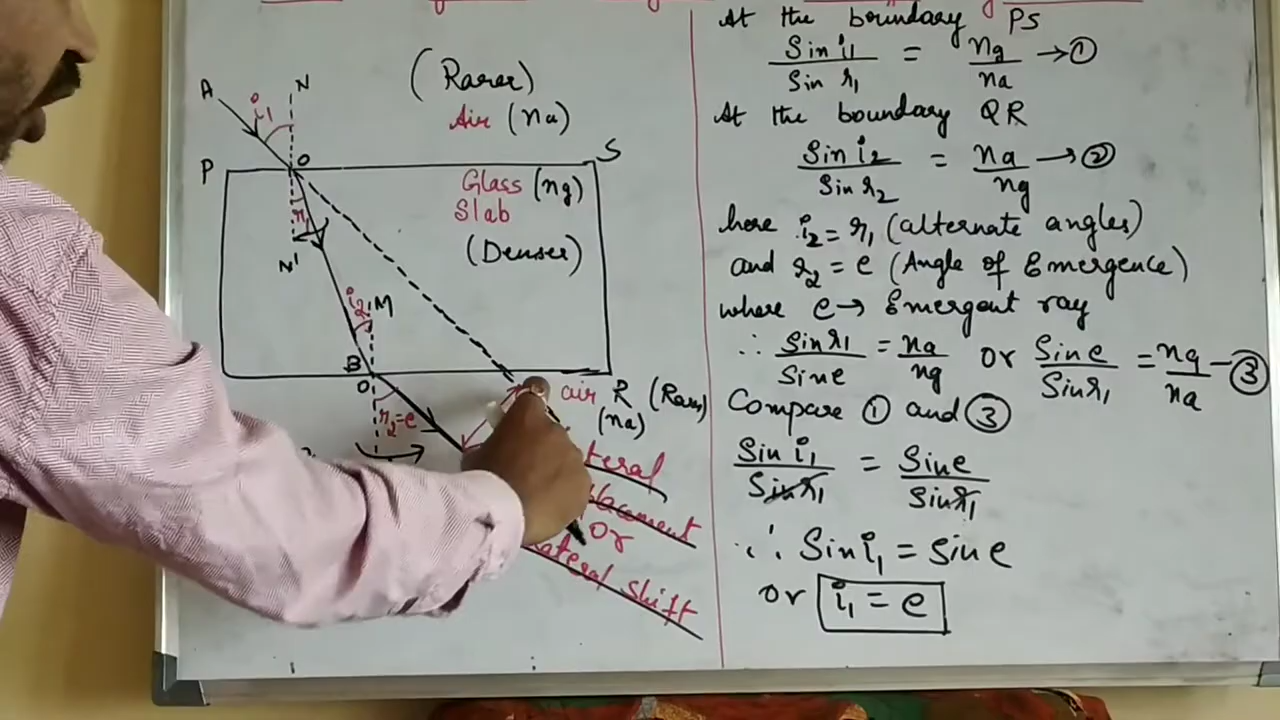 (Rarer)
Air (na)
A
N
i1
O
P
S
Glass (ng)
Slab
(Denser)
r1
N'
i2
M
B
O
air R (Rarer)
(na)
r2=e
or
Lateral Shift
At the boundary PS
Sin i1 / Sin r1 = ng / na → ①
At the boundary QR
Sin i2 / Sin r2 = na / ng → ②
here i2 = r1 (alternate angles)
and r2 = e (Angle of Emergence)
where e → Emergent ray
∴ Sin r1 / Sin e = na / ng or Sin e / Sin r1 = ng / na — ③
Compare ① and ③
Sin i1 / Sin r1 = Sin e / Sin r1
∴ Sin i1 = Sin e
or i1 = e